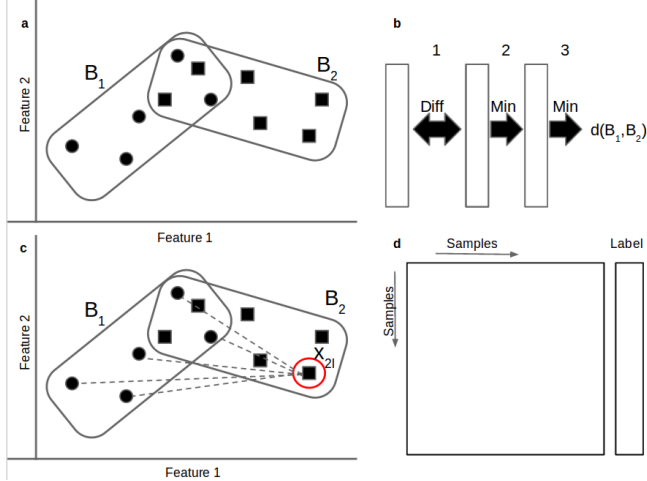 a
B1
B2
Feature 2
Feature 1
b
1 2 3
Diff Min Min
d(B1,B2)
c
B1
B2
x2l
Feature 2
Feature 1
d
Samples Label
Samples